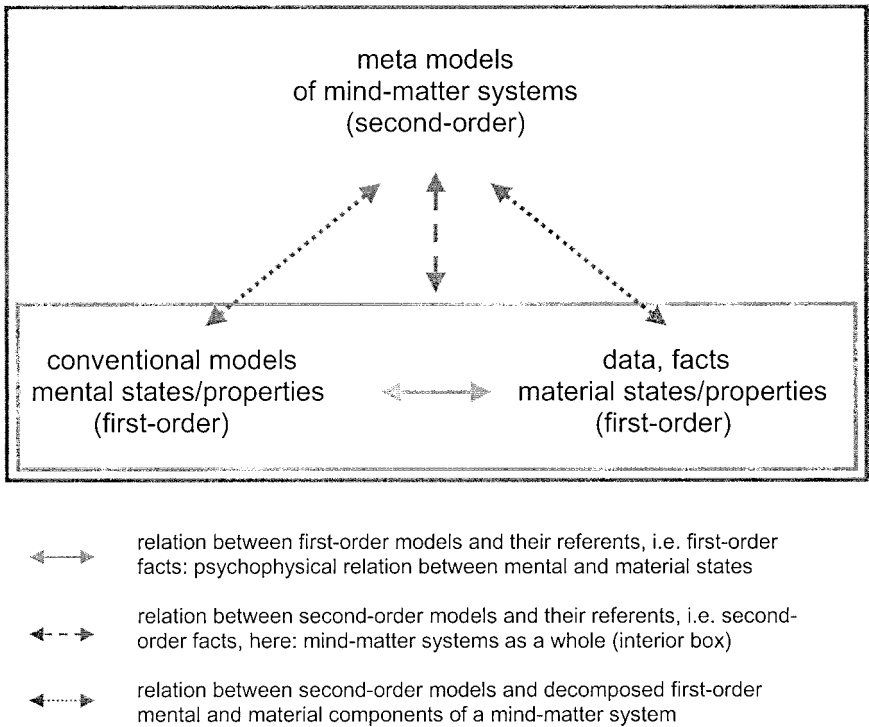 meta models
of mind-matter systems
(second-order)
conventional models
mental states/properties
(first-order)
data, facts
material states/properties
(first-order)
relation between first-order models and their referents, i.e. first-order
facts: psychophysical relation between mental and material states
relation between second-order models and their referents, i.e. second-
order facts, here: mind-matter systems as a whole (interior box)
relation between second-order models and decomposed first-order
mental and material components of a mind-matter system